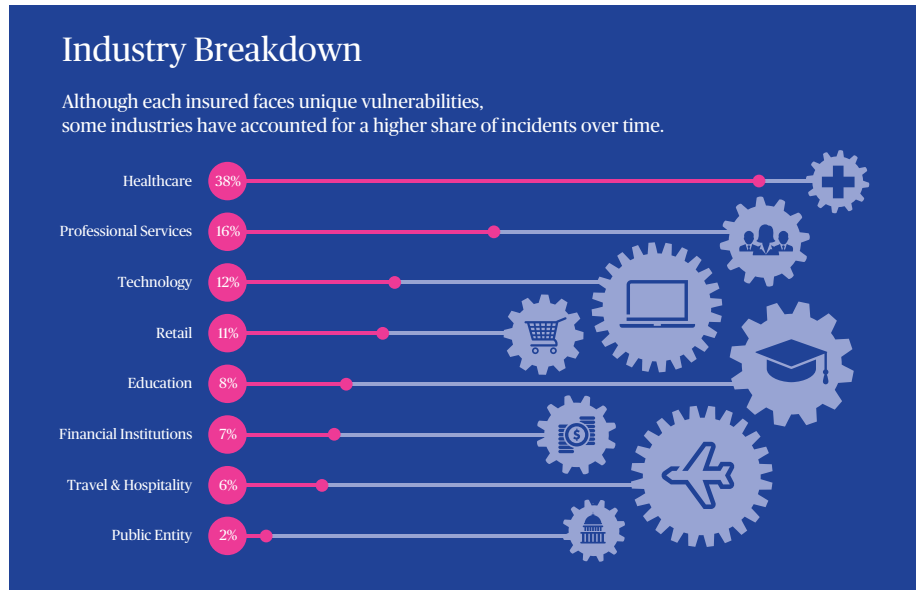 Industry Breakdown
Although each insured faces unique vulnerabilities,
some industries have accounted for a higher share of incidents over time.
Healthcare 38%
Professional Services 16%
Technology 12%
Retail 11%
Education 8%
Financial Institutions 7%
$
Travel & Hospitality 6%
Public Entity 2%